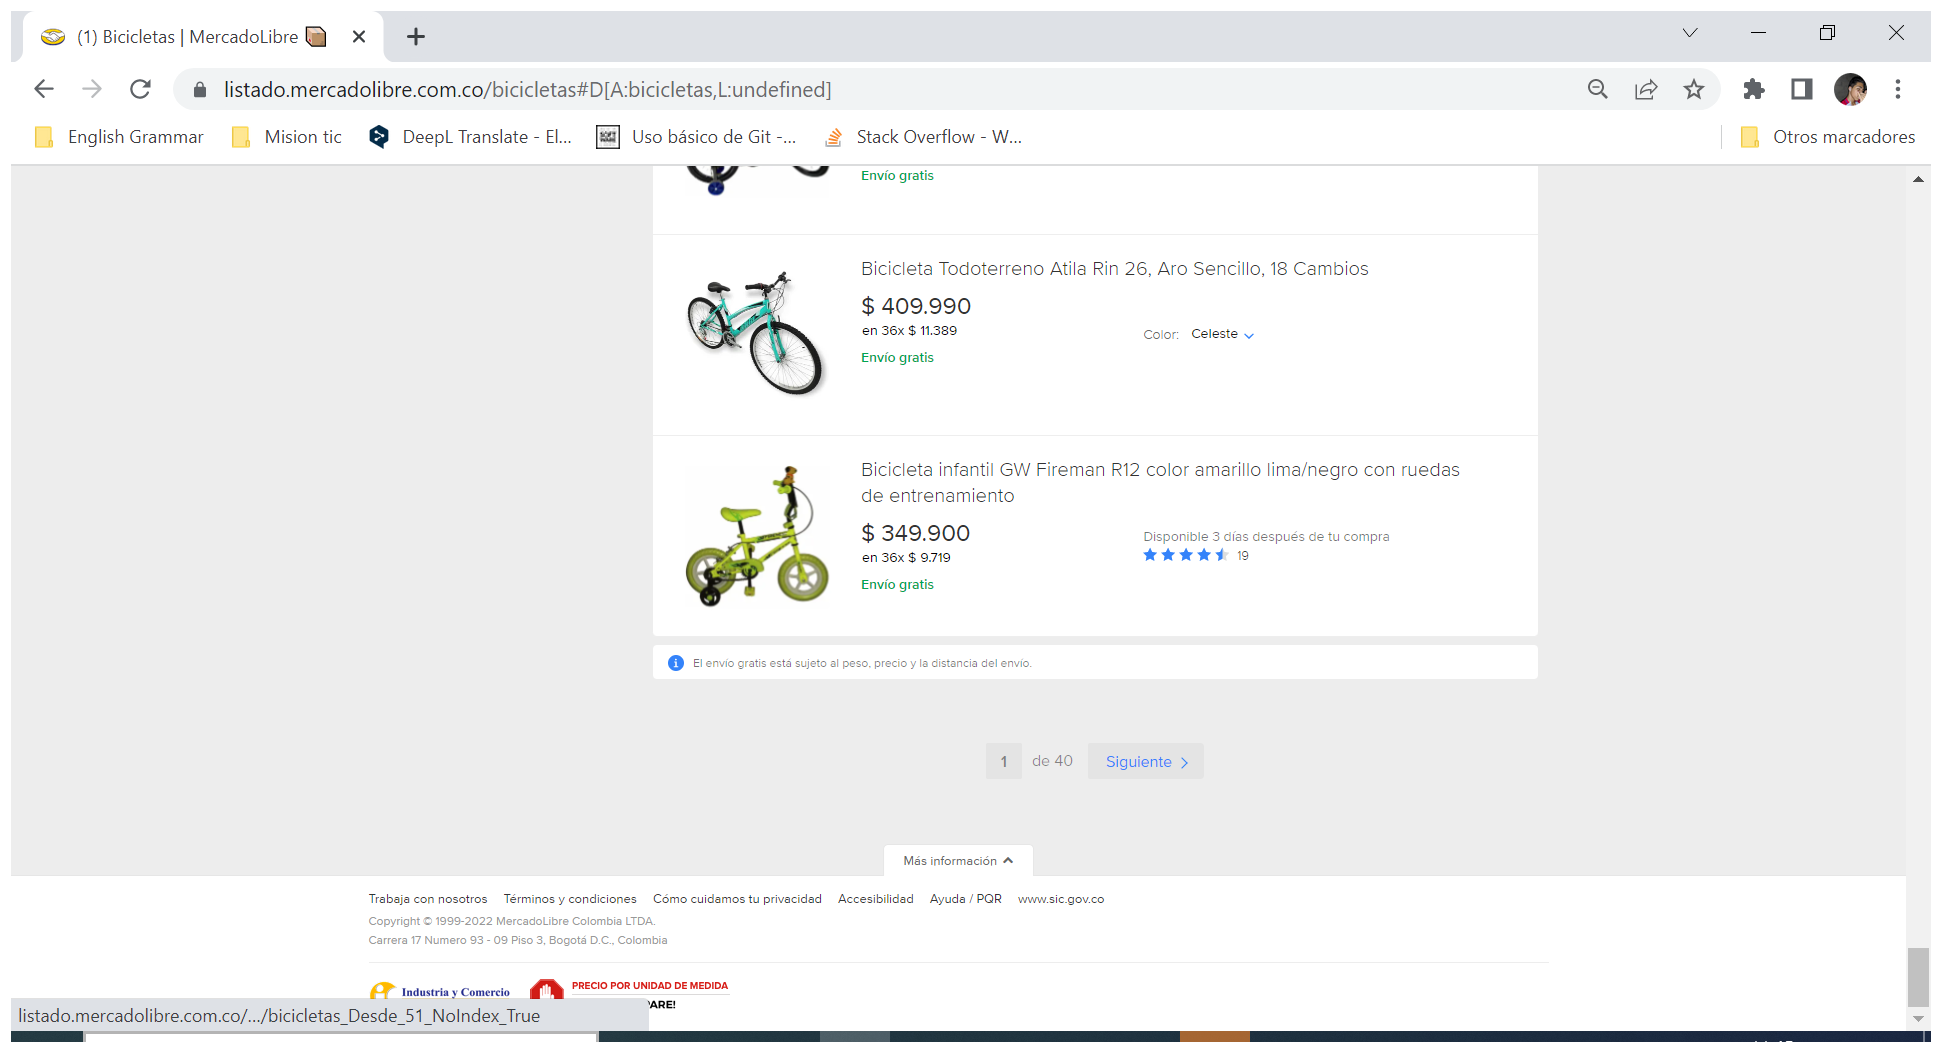 (1) Bicicletas | MercadoLibre
listado.mercadolibre.com.co/bicicletas#D[A:bicicletas,L:undefined]
English Grammar
Mision tic
DeepL Translate - El...
Uso básico de Git -...
Stack Overflow - W...
Otros marcadores
Envío gratis
Bicicleta Todoterreno Atila Rin 26, Aro Sencillo, 18 Cambios
$ 409.990
en 36x $ 11.389
Color: Celeste
Envío gratis
Bicicleta infantil GW Fireman R12 color amarillo lima/negro con ruedas
de entrenamiento
$ 349.900
en 36x $ 9.719
Disponible 3 días después de tu compra
19
Envío gratis
El envío gratis está sujeto al peso, precio y la distancia del envío.
1 de 40 Siguiente
Más información
Trabaja con nosotros Términos y condiciones Cómo cuidamos tu privacidad Accesibilidad Ayuda / PQR www.sic.gov.co
Copyright © 1999-2022 MercadoLibre Colombia LTDA.
Carrera 17 Numero 93 - 09 Piso 3, Bogotá D.C., Colombia
Industria y Comercio
PRECIO POR UNIDAD DE MEDIDA
listado.mercadolibre.com.co/.../bicicletas_Desde_51_NoIndex_True